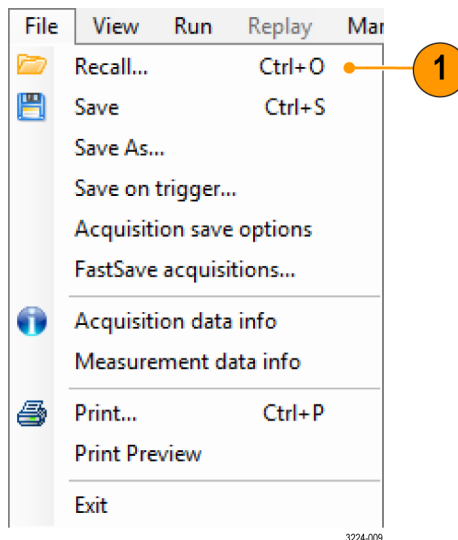 File View Run Replay Mar
Recall... Ctrl+O 1
Save Ctrl+S
Save As...
Save on trigger...
Acquisition save options
FastSave acquisitions...
Acquisition data info
Measurement data info
Print... Ctrl+P
Print Preview
Exit
3224-009